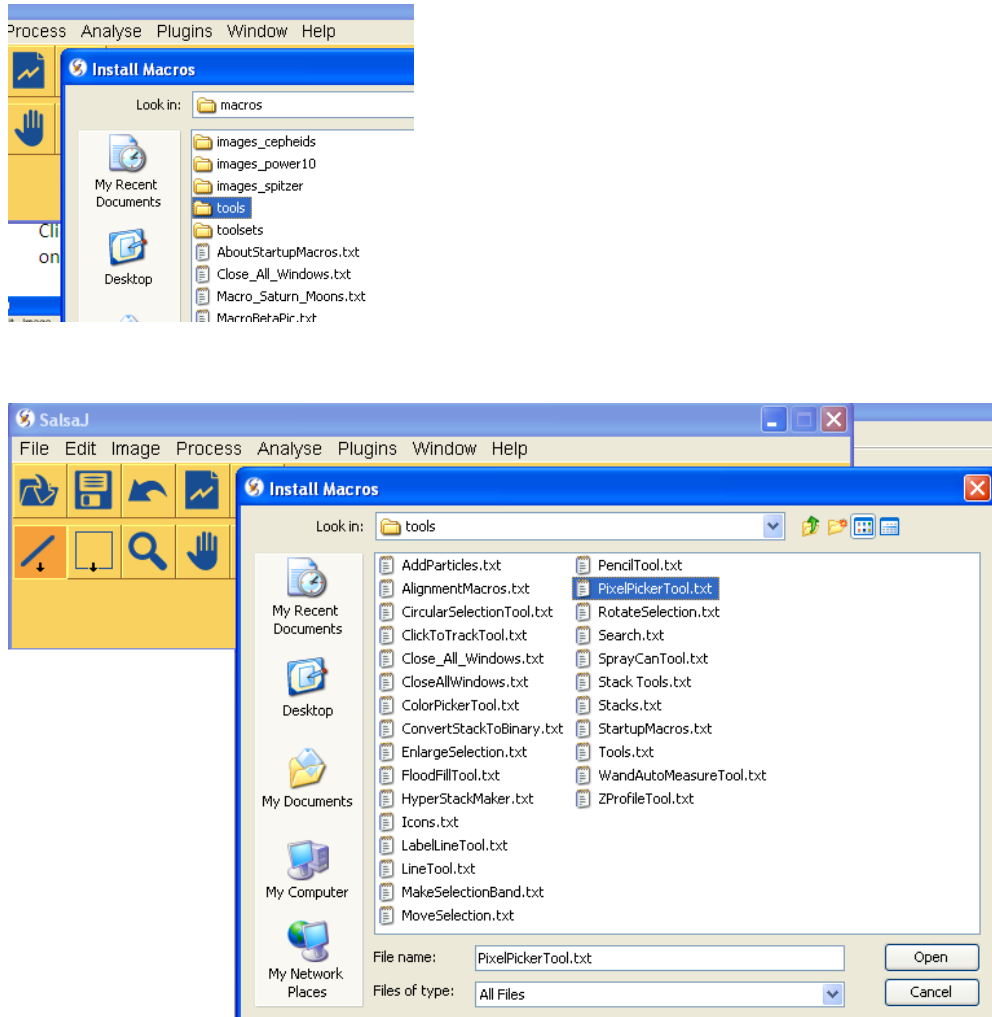 Process Analyse Plugins Window Help
Install Macros
Look in: macros
images_cepheids
images_power10
My Recent
Documents
images_spitzer
tools
toolsets
Cli
on
AboutStartupMacros.txt
Desktop
Close_All_Windows.txt
Macro_Saturn_Moons.txt
MacroBetaPic.txt
SalsaJ
File Edit Image Process Analyse Plugins Window Help
Install Macros
Look in: tools
My Recent
Documents
Desktop
My Documents
My Computer
My Network
Places
AddParticles.txt
AlignmentMacros.txt
CircularSelectionTool.txt
ClickToTrackTool.txt
Close_All_Windows.txt
CloseAllWindows.txt
ColorPickerTool.txt
ConvertStackToBinary.txt
EnlargeSelection.txt
FloodFillTool.txt
HyperStackMaker.txt
Icons.txt
LabelLineTool.txt
LineTool.txt
MakeSelectionBand.txt
MoveSelection.txt
PencilTool.txt
PixelPickerTool.txt
RotateSelection.txt
Search.txt
SprayCanTool.txt
Stack Tools.txt
Stacks.txt
StartupMacros.txt
Tools.txt
WandAutoMeasureTool.txt
ZProfileTool.txt
File name: PixelPickerTool.txt
Open
Files of type: All Files
Cancel